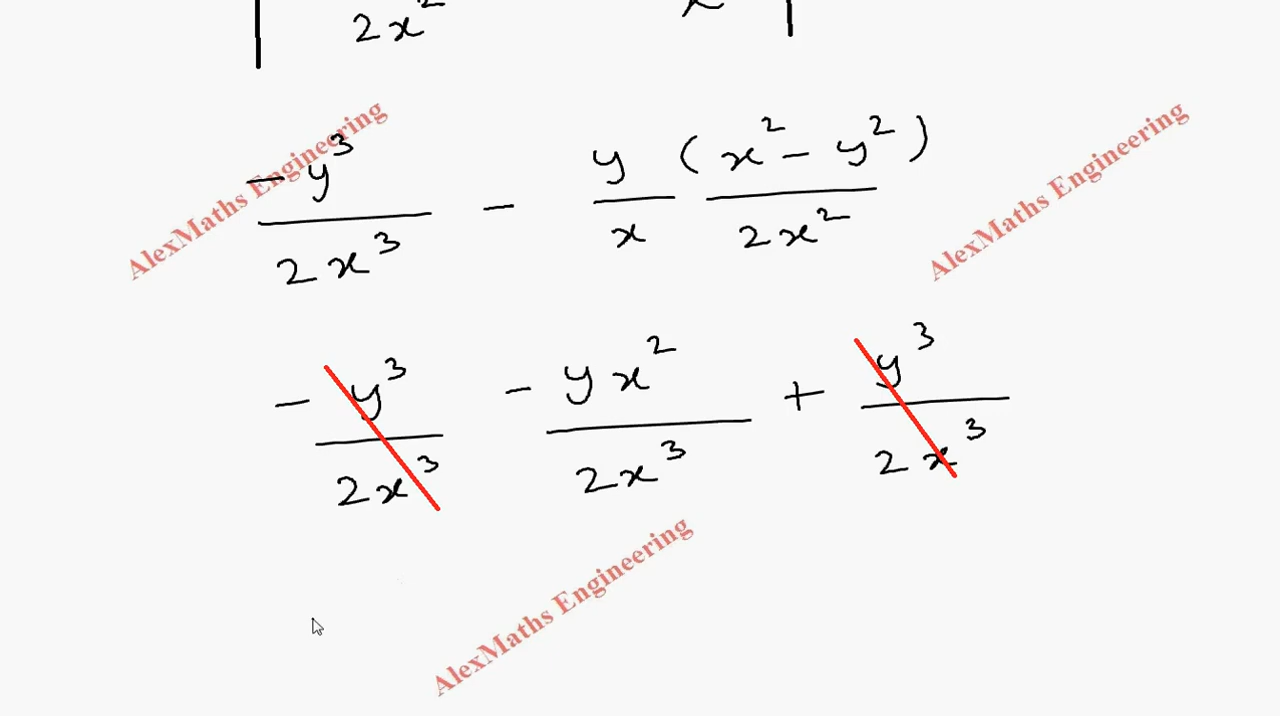 2x²   x
-y³/2x³ - y/x (x² - y²)/2x²
- y³/2x³ - yx²/2x³ + y³/2x³
AlexMaths Engineering
AlexMaths Engineering
AlexMaths Engineering